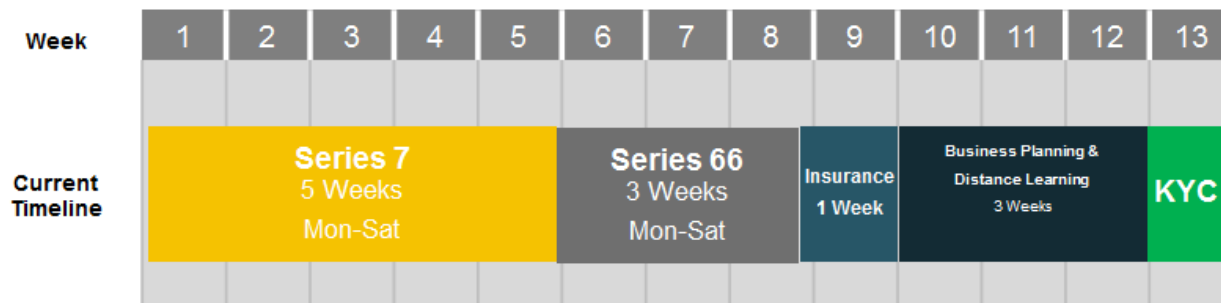 Week 1 2 3 4 5 6 7 8 9 10 11 12 13
Current
Timeline
Series 7
5 Weeks
Mon-Sat
Series 66
3 Weeks
Mon-Sat
Insurance
1 Week
Business Planning &
Distance Learning
3 Weeks
KYC